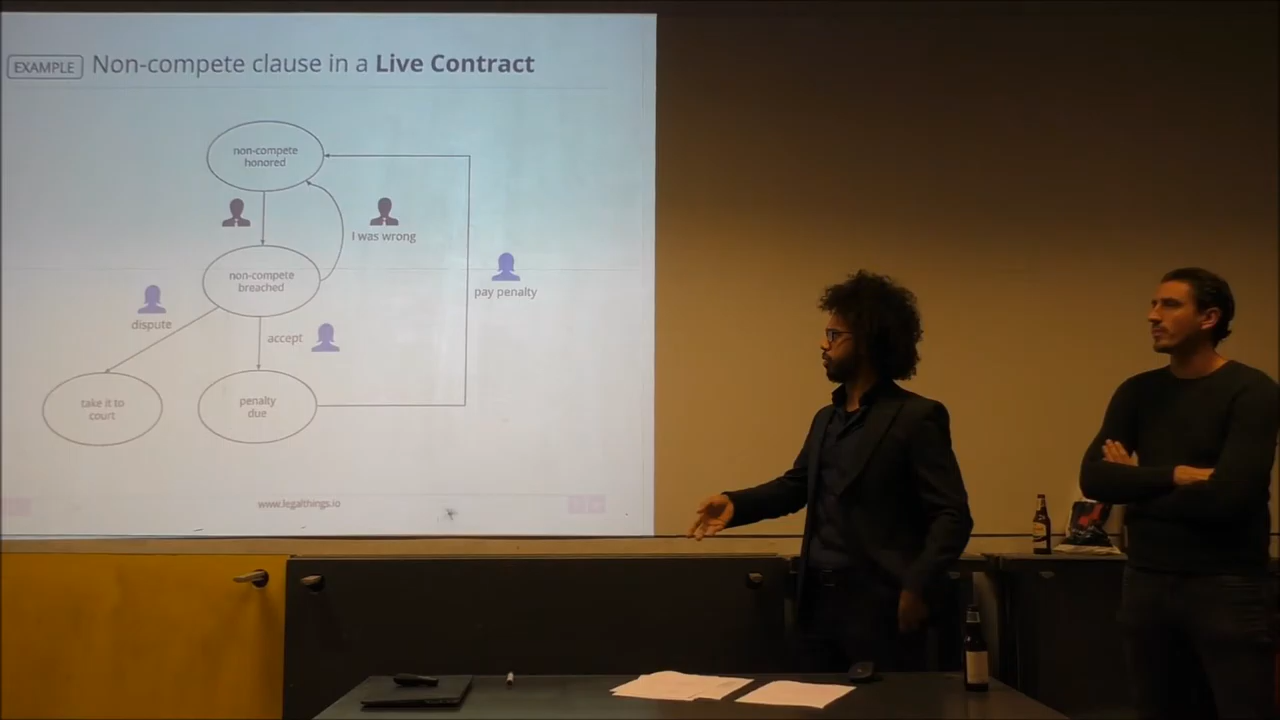 EXAMPLE Non-compete clause in a Live Contract
non-compete
honored
I was wrong
non-compete
breached
pay penalty
dispute
accept
take it to
court
penalty
due
www.legalthings.io